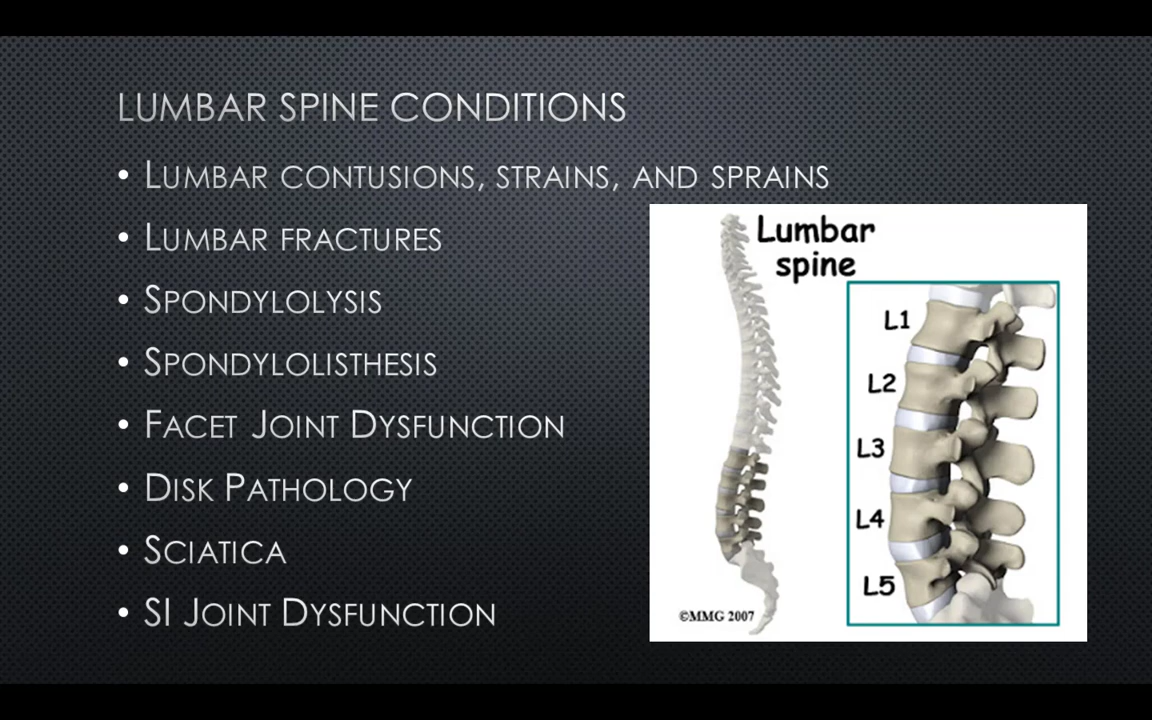 LUMBAR SPINE CONDITIONS
• LUMBAR CONTUSIONS, STRAINS, AND SPRAINS
• LUMBAR FRACTURES
• SPONDYLOLYSIS
• SPONDYLOLISTHESIS
• FACET JOINT DYSFUNCTION
• DISK PATHOLOGY
• SCIATICA
• SI JOINT DYSFUNCTION
Lumbar
spine
L1
L2
L3
L4
L5
©MMG 2007